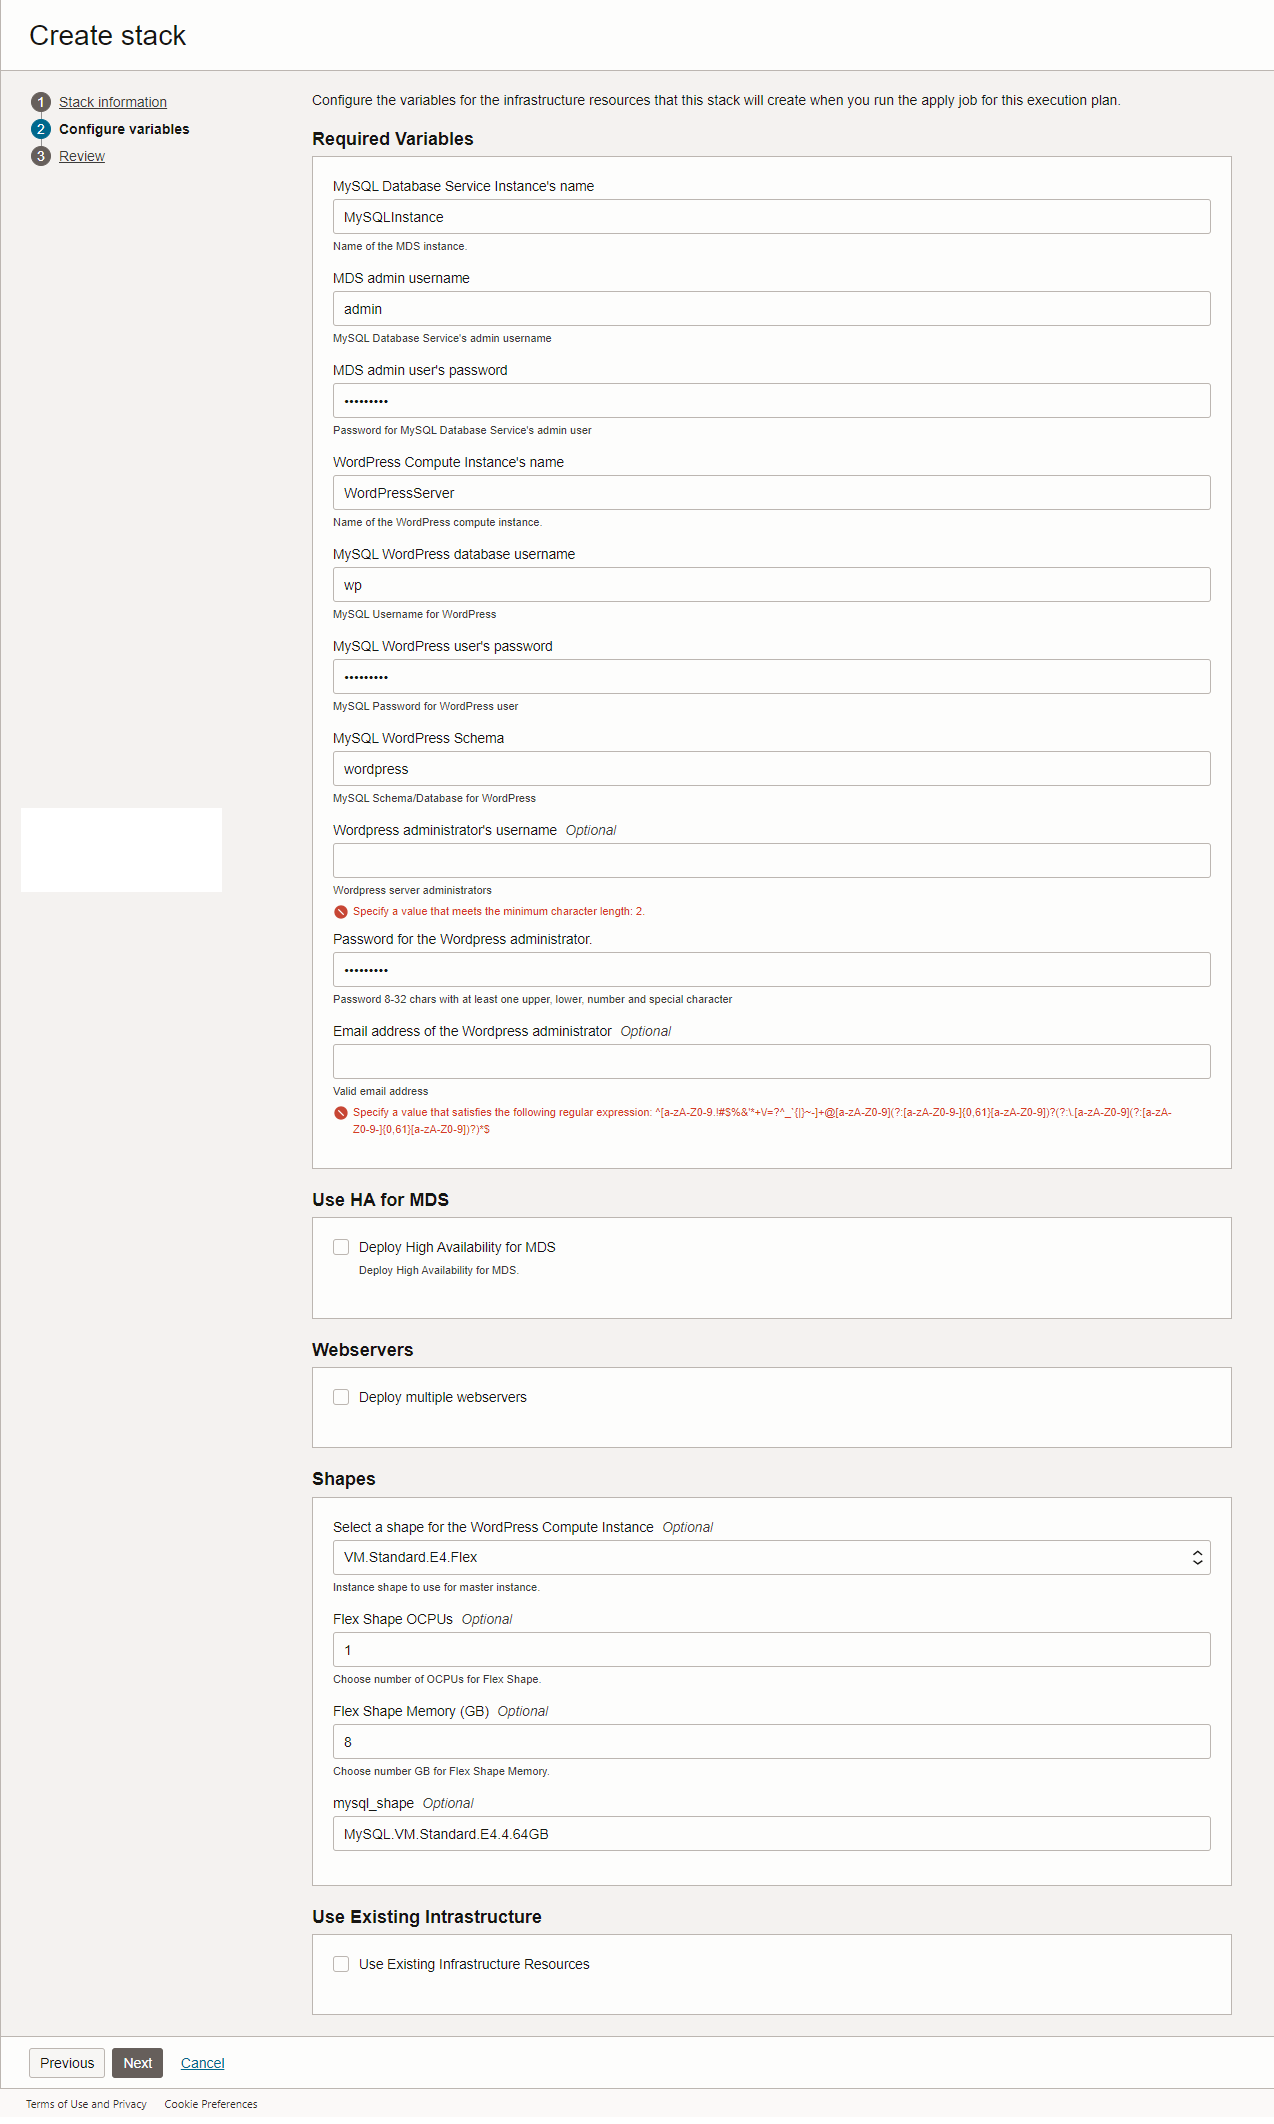 Create stack
1 Stack information
2 Configure variables
3 Review
Configure the variables for the infrastructure resources that this stack will create when you run the apply job for this execution plan.
Required Variables
MySQL Database Service Instance's name
MySQLInstance
Name of the MDS instance.
MDS admin username
admin
MySQL Database Service's admin username
MDS admin user's password
•••••••••
Password for MySQL Database Service's admin user
WordPress Compute Instance's name
WordPressServer
Name of the WordPress compute instance.
MySQL WordPress database username
wp
MySQL Username for WordPress
MySQL WordPress user's password
•••••••••
MySQL Password for WordPress user
MySQL WordPress Schema
wordpress
MySQL Schema/Database for WordPress
Wordpress administrator's username Optional
Wordpress server administrators
Specify a value that meets the minimum character length: 2.
Password for the Wordpress administrator.
•••••••••
Password 8-32 chars with at least one upper, lower, number and special character
Email address of the Wordpress administrator Optional
Valid email address
Specify a value that satisfies the following regular expression: ^[a-zA-Z0-9.!#$%&'*+\/=?^_`{|}~-]+@[a-zA-Z0-9](?:[a-zA-Z0-9-]{0,61}[a-zA-Z0-9])?(?:\.[a-zA-Z0-9](?:[a-zA-
Z0-9-]{0,61}[a-zA-Z0-9])?)*$
Use HA for MDS
Deploy High Availability for MDS
Deploy High Availability for MDS.
Webservers
Deploy multiple webservers
Shapes
Select a shape for the WordPress Compute Instance Optional
VM.Standard.E4.Flex
Instance shape to use for master instance.
Flex Shape OCPUs Optional
1
Choose number of OCPUs for Flex Shape.
Flex Shape Memory (GB) Optional
8
Choose number GB for Flex Shape Memory.
mysql_shape Optional
MySQL.VM.Standard.E4.4.64GB
Use Existing Intrastructure
Use Existing Infrastructure Resources
Previous Next Cancel
Terms of Use and Privacy Cookie Preferences